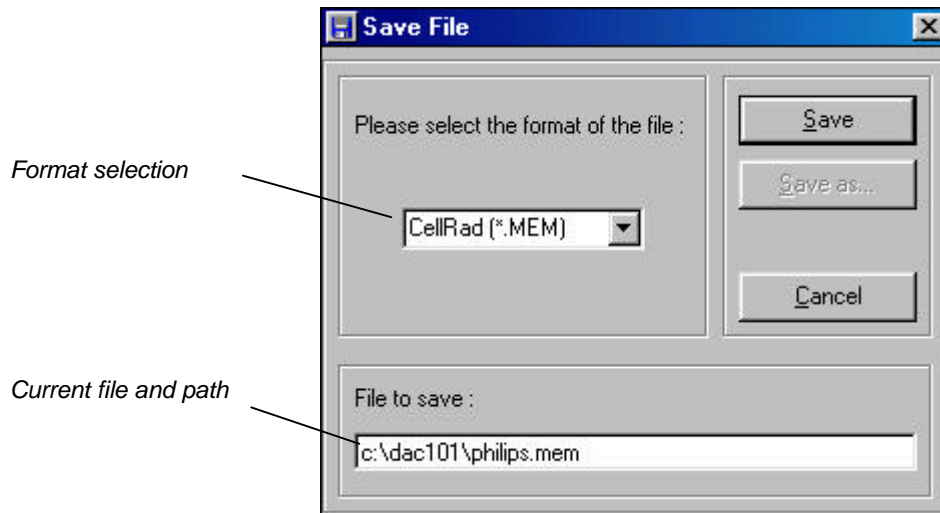 Save File
Please select the format of the file :
Save
Format selection
Save as...
CellRad (*.MEM)
Cancel
Current file and path
File to save :
c:\dac101\philips.mem